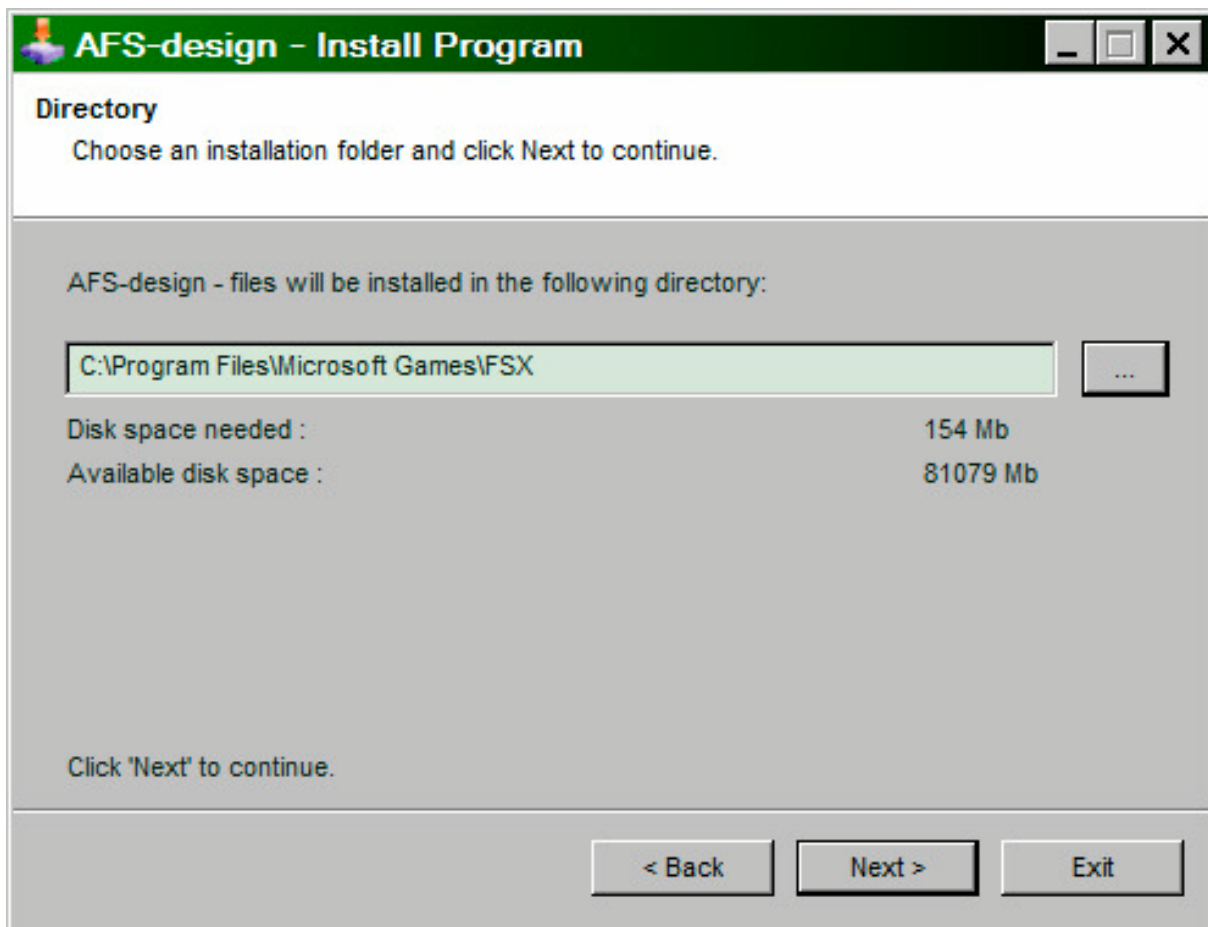 AFS-design - Install Program
Directory
Choose an installation folder and click Next to continue.
AFS-design - files will be installed in the following directory:
C:\Program Files\Microsoft Games\FSX
...
Disk space needed : 154 Mb
Available disk space : 81079 Mb
Click 'Next' to continue.
< Back Next > Exit